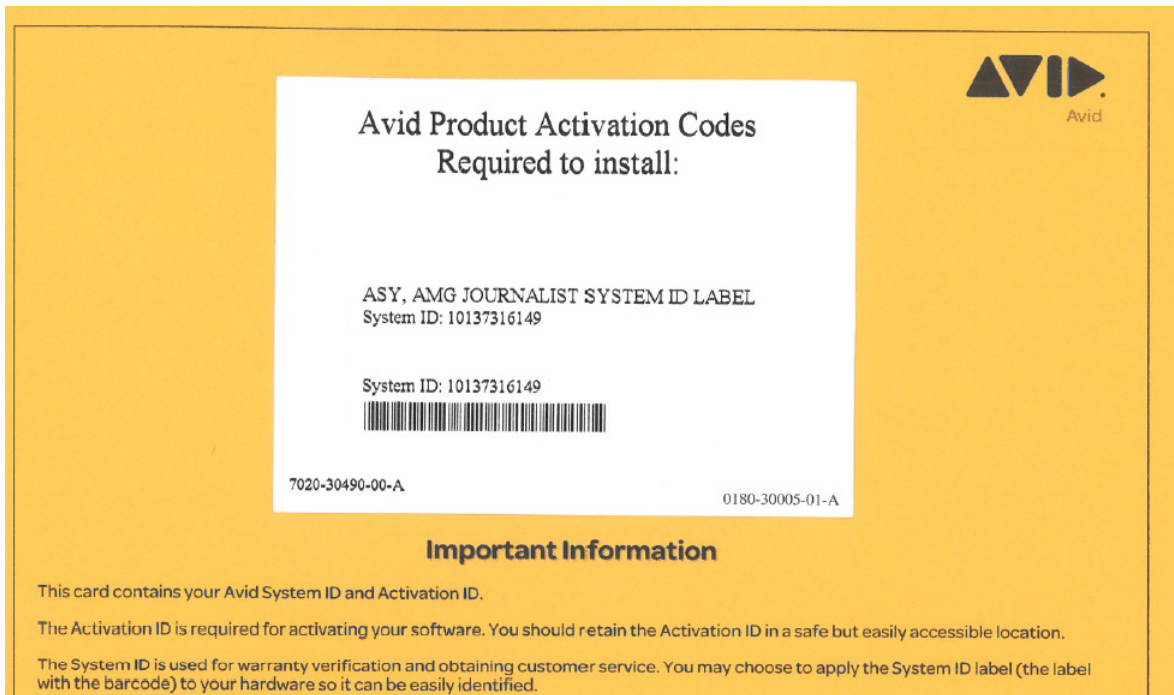 AVID.
Avid
Avid Product Activation Codes
Required to install:
ASY, AMG JOURNALIST SYSTEM ID LABEL
System ID: 10137316149
System ID: 10137316149
7020-30490-00-A
0180-30005-01-A
Important Information
This card contains your Avid System ID and Activation ID.
The Activation ID is required for activating your software. You should retain the Activation ID in a safe but easily accessible location.
The System ID is used for warranty verification and obtaining customer service. You may choose to apply the System ID label (the label
with the barcode) to your hardware so it can be easily identified.